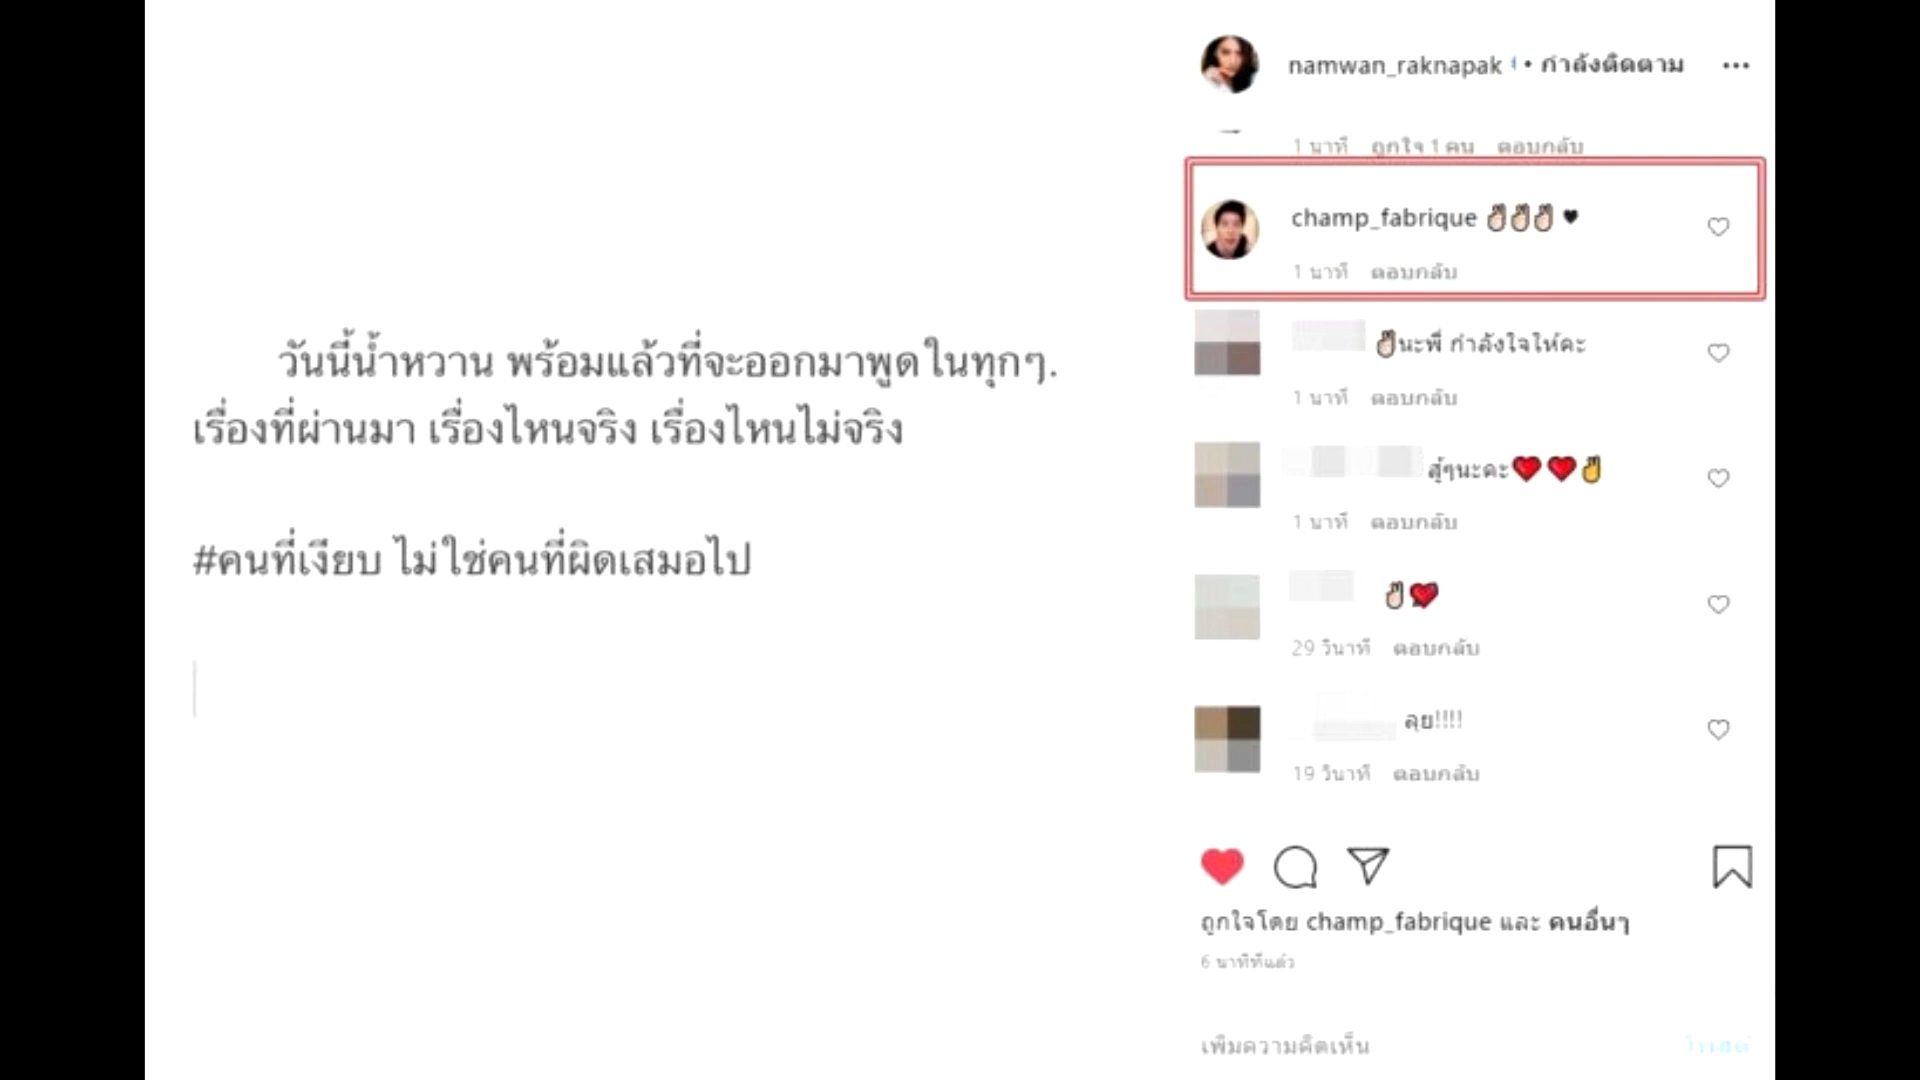 วันนี้น้ำหวาน พร้อมแล้วที่จะออกมาพูดในทุกๆ.
เรื่องที่ผ่านมา เรื่องไหนจริง เรื่องไหนไม่จริง
#คนที่เงียบ ไม่ใช่คนที่ผิดเสมอไป
namwan_raknapak • กำลังติดตาม •••
1 นาที ถูกใจ 1 คน ตอบกลับ
champ_fabrique ✌🏻✌🏻✌🏻 ♥
1 นาที ตอบกลับ
✌🏻นะพี่ กำลังใจให้คะ
1 นาที ตอบกลับ
สู้ๆนะคะ❤️❤️✌️
1 นาที ตอบกลับ
✌🏻❤️
29 วินาที ตอบกลับ
ลุย!!!!
19 วินาที ตอบกลับ
ถูกใจโดย champ_fabrique และ คนอื่นๆ
6 นาทีที่แล้ว
เพิ่มความคิดเห็น
โพสต์